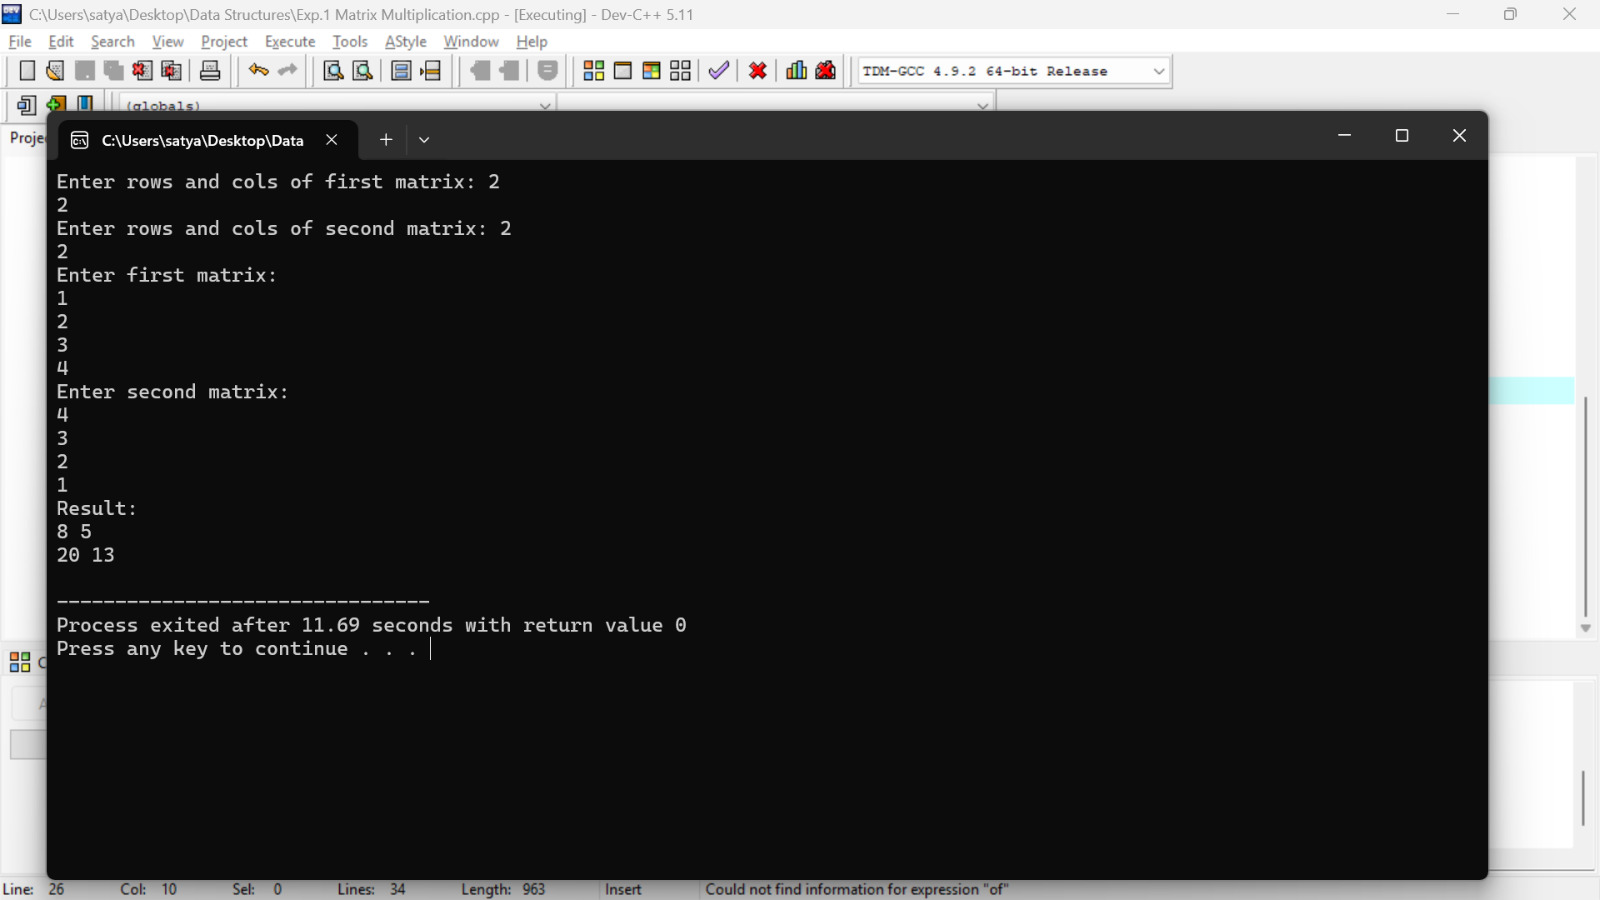 C:\Users\satya\Desktop\Data Structures\Exp.1 Matrix Multiplication.cpp - [Executing] - Dev-C++ 5.11
File Edit Search View Project Execute Tools AStyle Window Help
TDM-GCC 4.9.2 64-bit Release
(globals)
C:\Users\satya\Desktop\Data
Enter rows and cols of first matrix: 2
2
Enter rows and cols of second matrix: 2
2
Enter first matrix:
1
2
3
4
Enter second matrix:
4
3
2
1
Result:
8 5
20 13
--------------------------------
Process exited after 11.69 seconds with return value 0
Press any key to continue . . .
Line: 26 Col: 10 Sel: 0 Lines: 34 Length: 963 Insert Could not find information for expression "of"